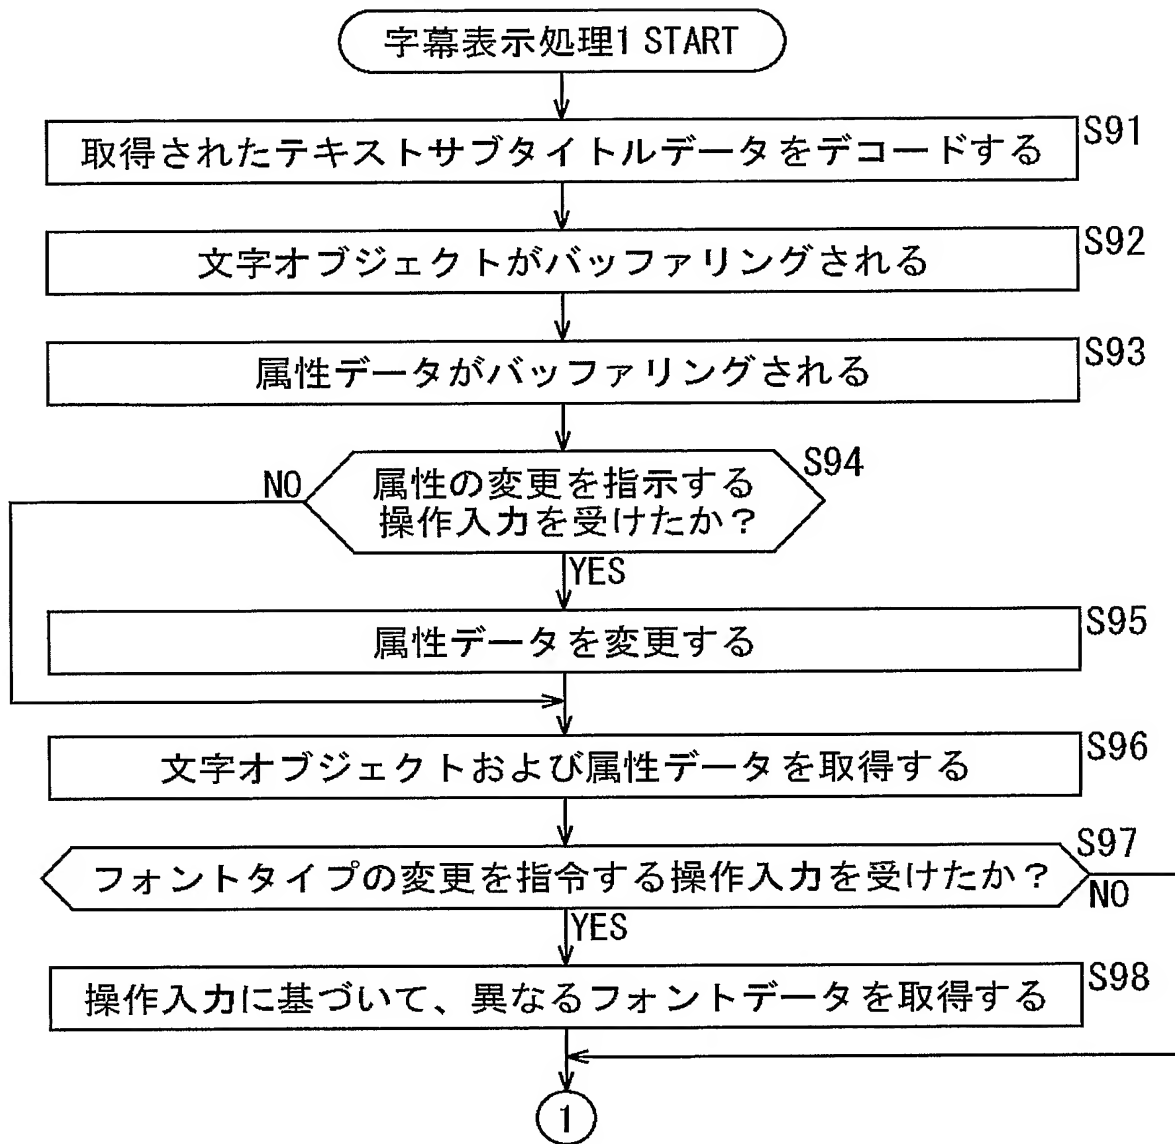 字幕表示処理1 START
取得されたテキストサブタイトルデータをデコードする
S91
文字オブジェクトがバッファリングされる
S92
属性データがバッファリングされる
S93
属性の変更を指示する
操作入力を受けたか?
S94
NO
YES
属性データを変更する
S95
文字オブジェクトおよび属性データを取得する
S96
フォントタイプの変更を指令する操作入力を受けたか?
S97
NO
YES
操作入力に基づいて、異なるフォントデータを取得する
S98
1